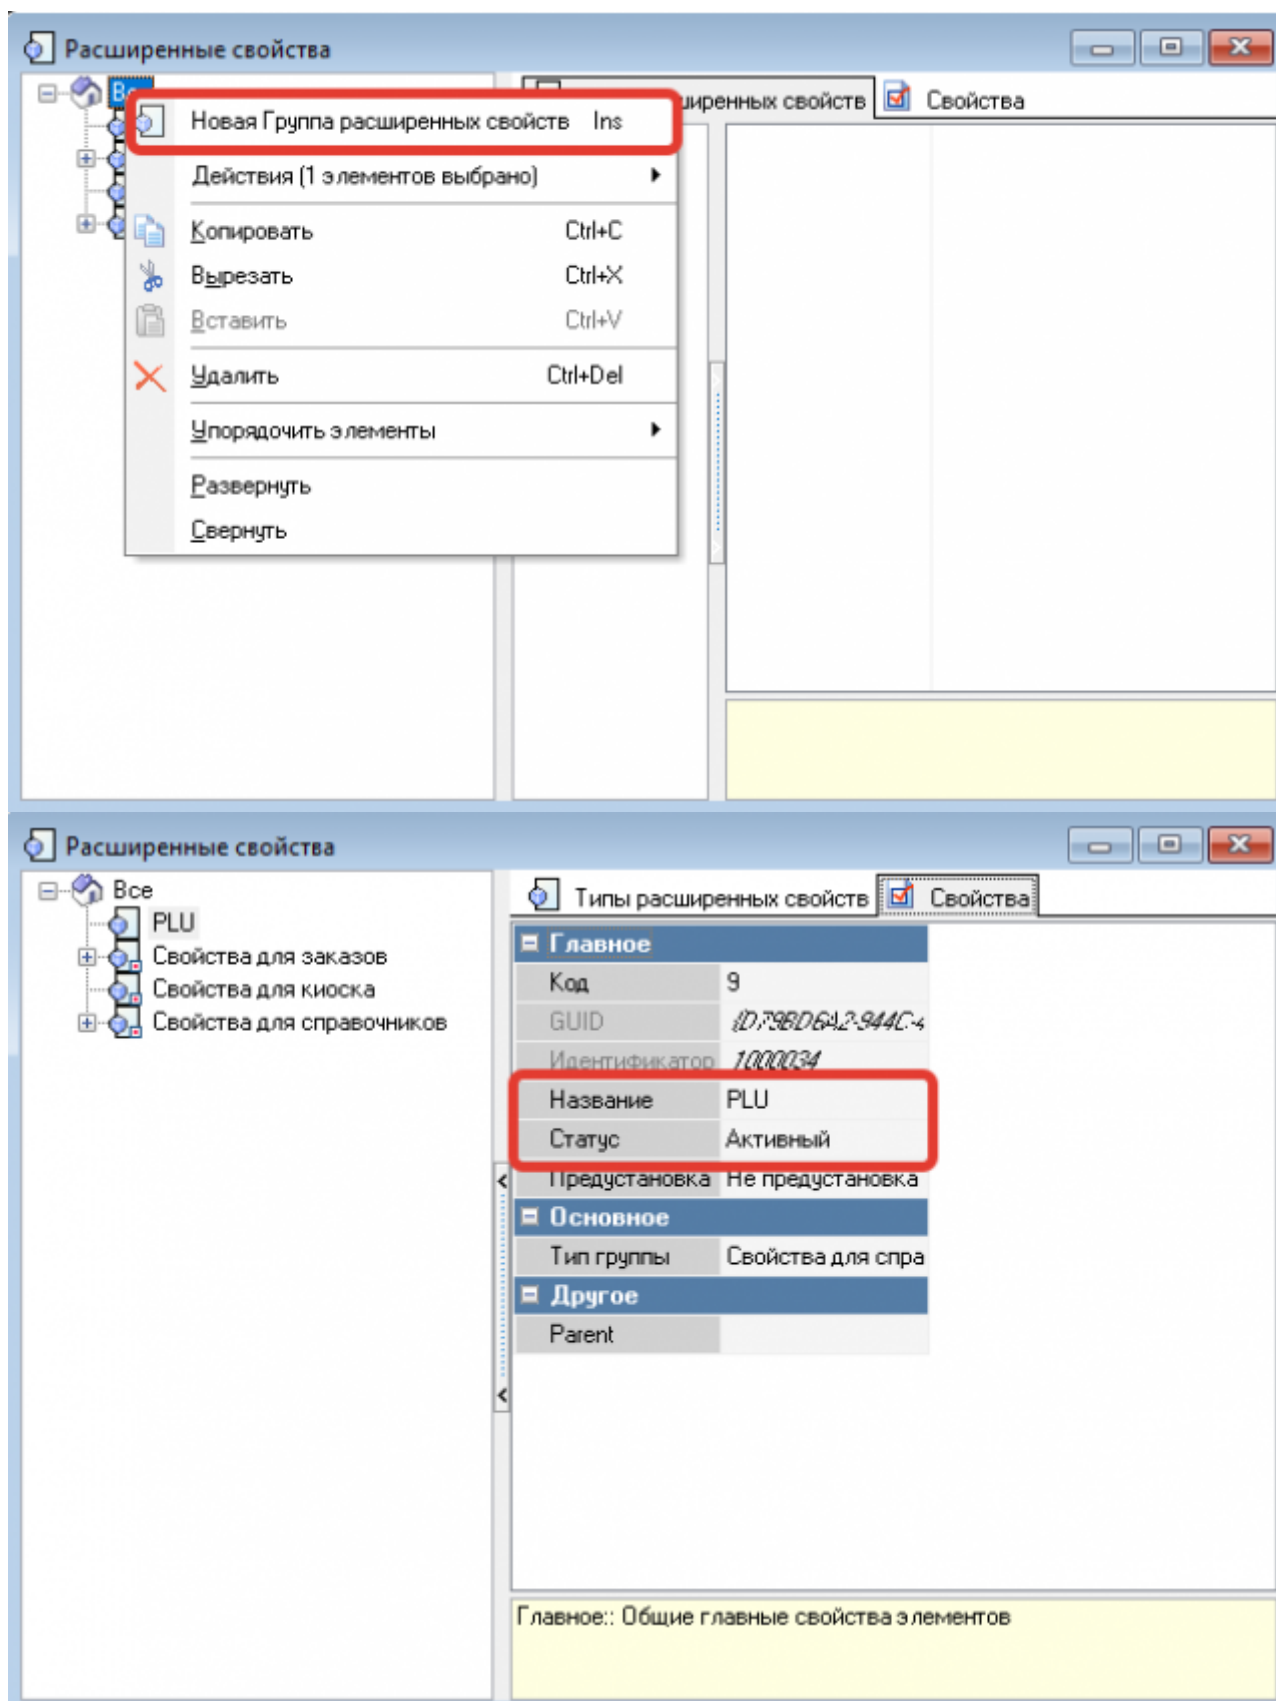 Расширенные свойства
Все
Новая Группа расширенных свойств Ins
Свойства
Действия (1 элементов выбрано)
Копировать Ctrl+C
Вырезать Ctrl+X
Вставить Ctrl+V
Удалить Ctrl+Del
Упорядочить элементы
Развернуть
Свернуть
Расширенные свойства
Все
PLU
Свойства для заказов
Свойства для киоска
Свойства для справочников
Типы расширенных свойств Свойства
Главное
Код 9
GUID
Идентификатор 1000034
Название PLU
Статус Активный
Предустановка Не предустановка
Основное
Тип группы Свойства для спра
Другое
Parent
Главное:: Общие главные свойства элементов